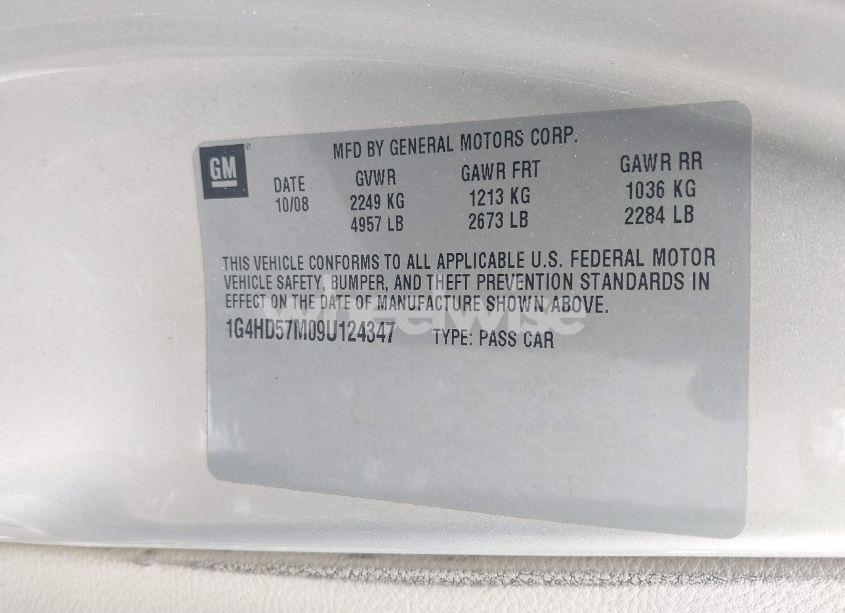 MFD BY GENERAL MOTORS CORP.
GM
DATE GVWR GAWR FRT GAWR RR
10/08 2249 KG 1213 KG 1036 KG
4957 LB 2673 LB 2284 LB
THIS VEHICLE CONFORMS TO ALL APPLICABLE U.S. FEDERAL MOTOR
VEHICLE SAFETY, BUMPER, AND THEFT PREVENTION STANDARDS IN
EFFECT ON THE DATE OF MANUFACTURE SHOWN ABOVE.
wheelwise
1G4HD57M09U124347 TYPE: PASS CAR